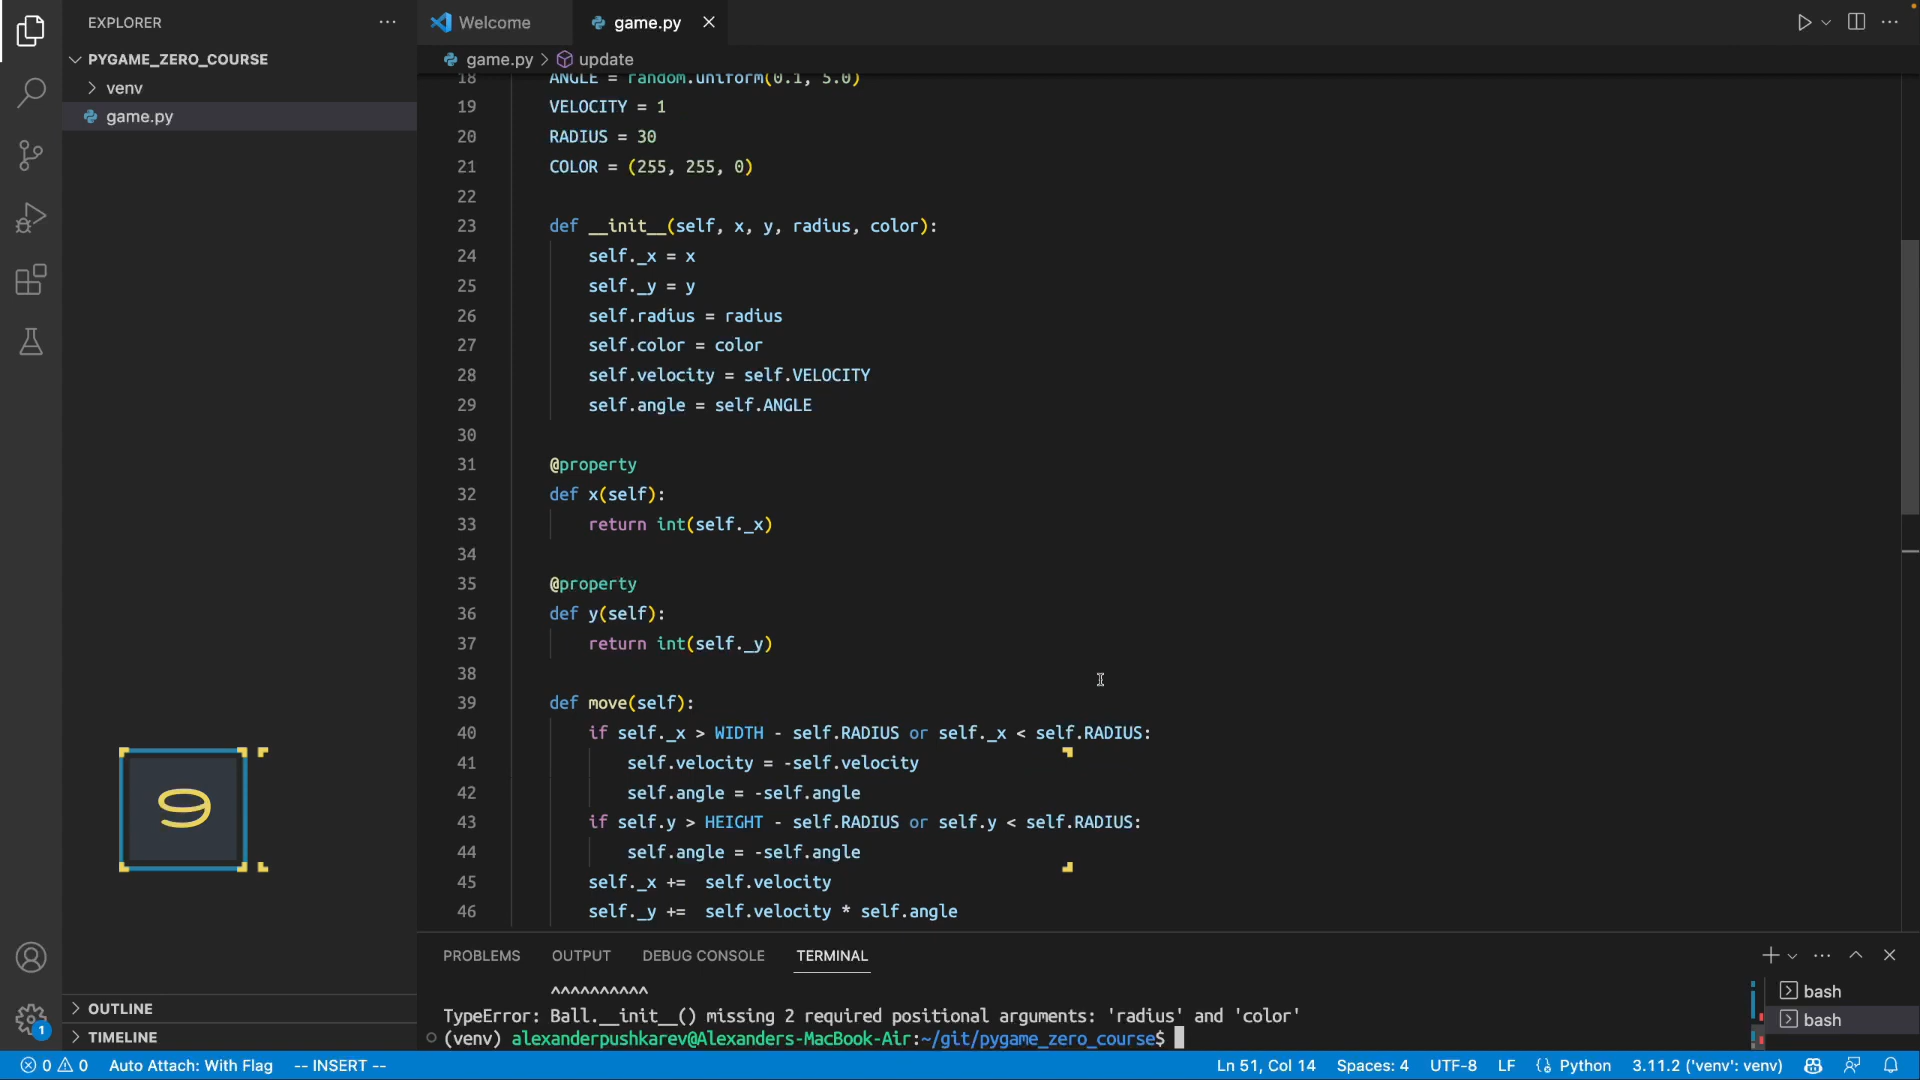 EXPLORER
Welcome
game.py
PYGAME_ZERO_COURSE
venv
game.py
game.py > update
18 ANGLE = random.uniform(0.1, 5.0)
19 VELOCITY = 1
20 RADIUS = 30
21 COLOR = (255, 255, 0)
22
23 def __init__(self, x, y, radius, color):
24 self._x = x
25 self._y = y
26 self.radius = radius
27 self.color = color
28 self.velocity = self.VELOCITY
29 self.angle = self.ANGLE
30
31 @property
32 def x(self):
33 return int(self._x)
34
35 @property
36 def y(self):
37 return int(self._y)
38
39 def move(self):
40 if self._x > WIDTH - self.RADIUS or self._x < self.RADIUS:
41 self.velocity = -self.velocity
42 self.angle = -self.angle
43 if self.y > HEIGHT - self.RADIUS or self.y < self.RADIUS:
44 self.angle = -self.angle
45 self._x += self.velocity
46 self._y += self.velocity * self.angle
9
OUTLINE
TIMELINE
1
PROBLEMS OUTPUT DEBUG CONSOLE TERMINAL
^^^^^^^^^^
TypeError: Ball.__init__() missing 2 required positional arguments: 'radius' and 'color'
(venv) alexanderpushkarev@Alexanders-MacBook-Air:~/git/pygame_zero_course$
bash
bash
0 0 Auto Attach: With Flag -- INSERT -- Ln 51, Col 14 Spaces: 4 UTF-8 LF Python 3.11.2 ('venv': venv)